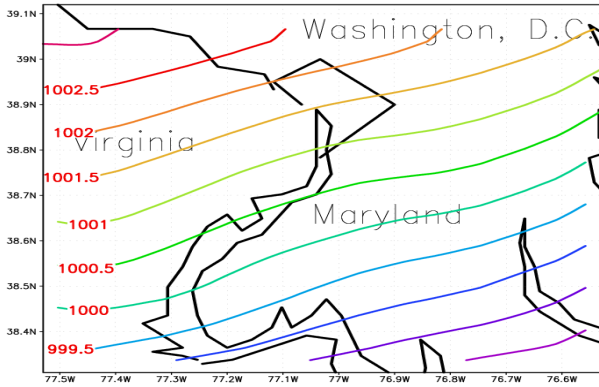 39.1N
Washington, D.C.
39N
1002.5
38.9N
1002
Virginia
38.8N
1001.5
38.7N
1001
Maryland
38.6N
1000.5
38.5N
1000
38.4N
999.5
77.5W 77.4W 77.3W 77.2W 77.1W 77W 76.9W 76.8W 76.7W 76.6W